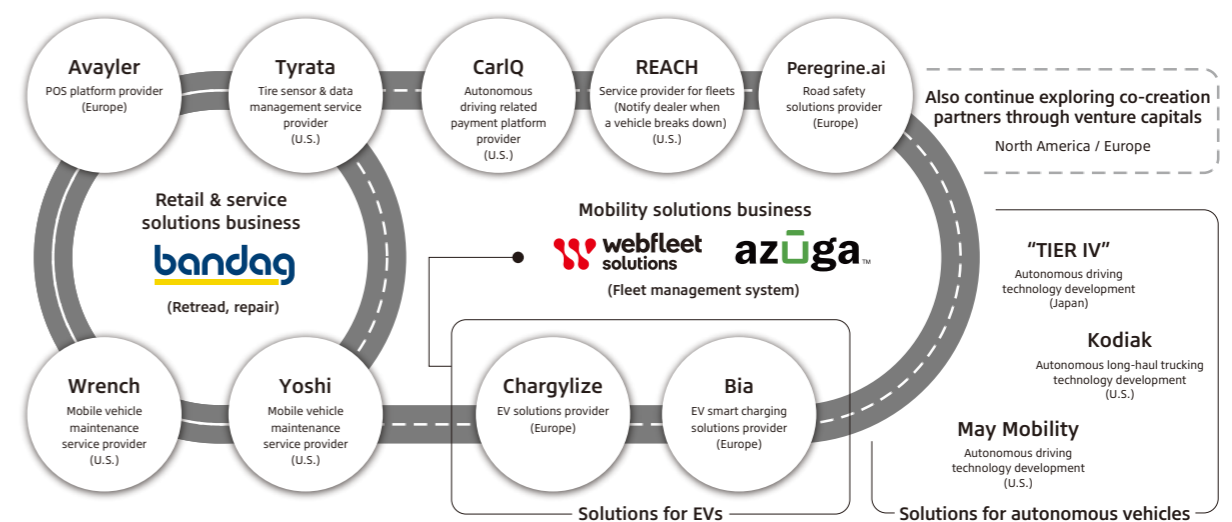 Avayler
POS platform provider
(Europe)
Tyrata
Tire sensor & data
management service
provider
(U.S.)
CarlQ
Autonomous
driving related
payment platform
provider
(U.S.)
REACH
Service provider for fleets
(Notify dealer when
a vehicle breaks down)
(U.S.)
Peregrine.ai
Road safety
solutions provider
(Europe)
Also continue exploring co-creation
partners through venture capitals
North America / Europe
Retail & service
solutions business
bandag
(Retread, repair)
Mobility solutions business
webfleet
solutions
azūga™
(Fleet management system)
"TIER IV"
Autonomous driving
technology development
(Japan)
Kodiak
Autonomous long-haul trucking
technology development
(U.S.)
May Mobility
Autonomous driving
technology development
(U.S.)
Wrench
Mobile vehicle
maintenance
service provider
(U.S.)
Yoshi
Mobile vehicle
maintenance
service provider
(U.S.)
Chargylize
EV solutions provider
(Europe)
Bia
EV smart charging
solutions provider
(Europe)
Solutions for EVs
Solutions for autonomous vehicles